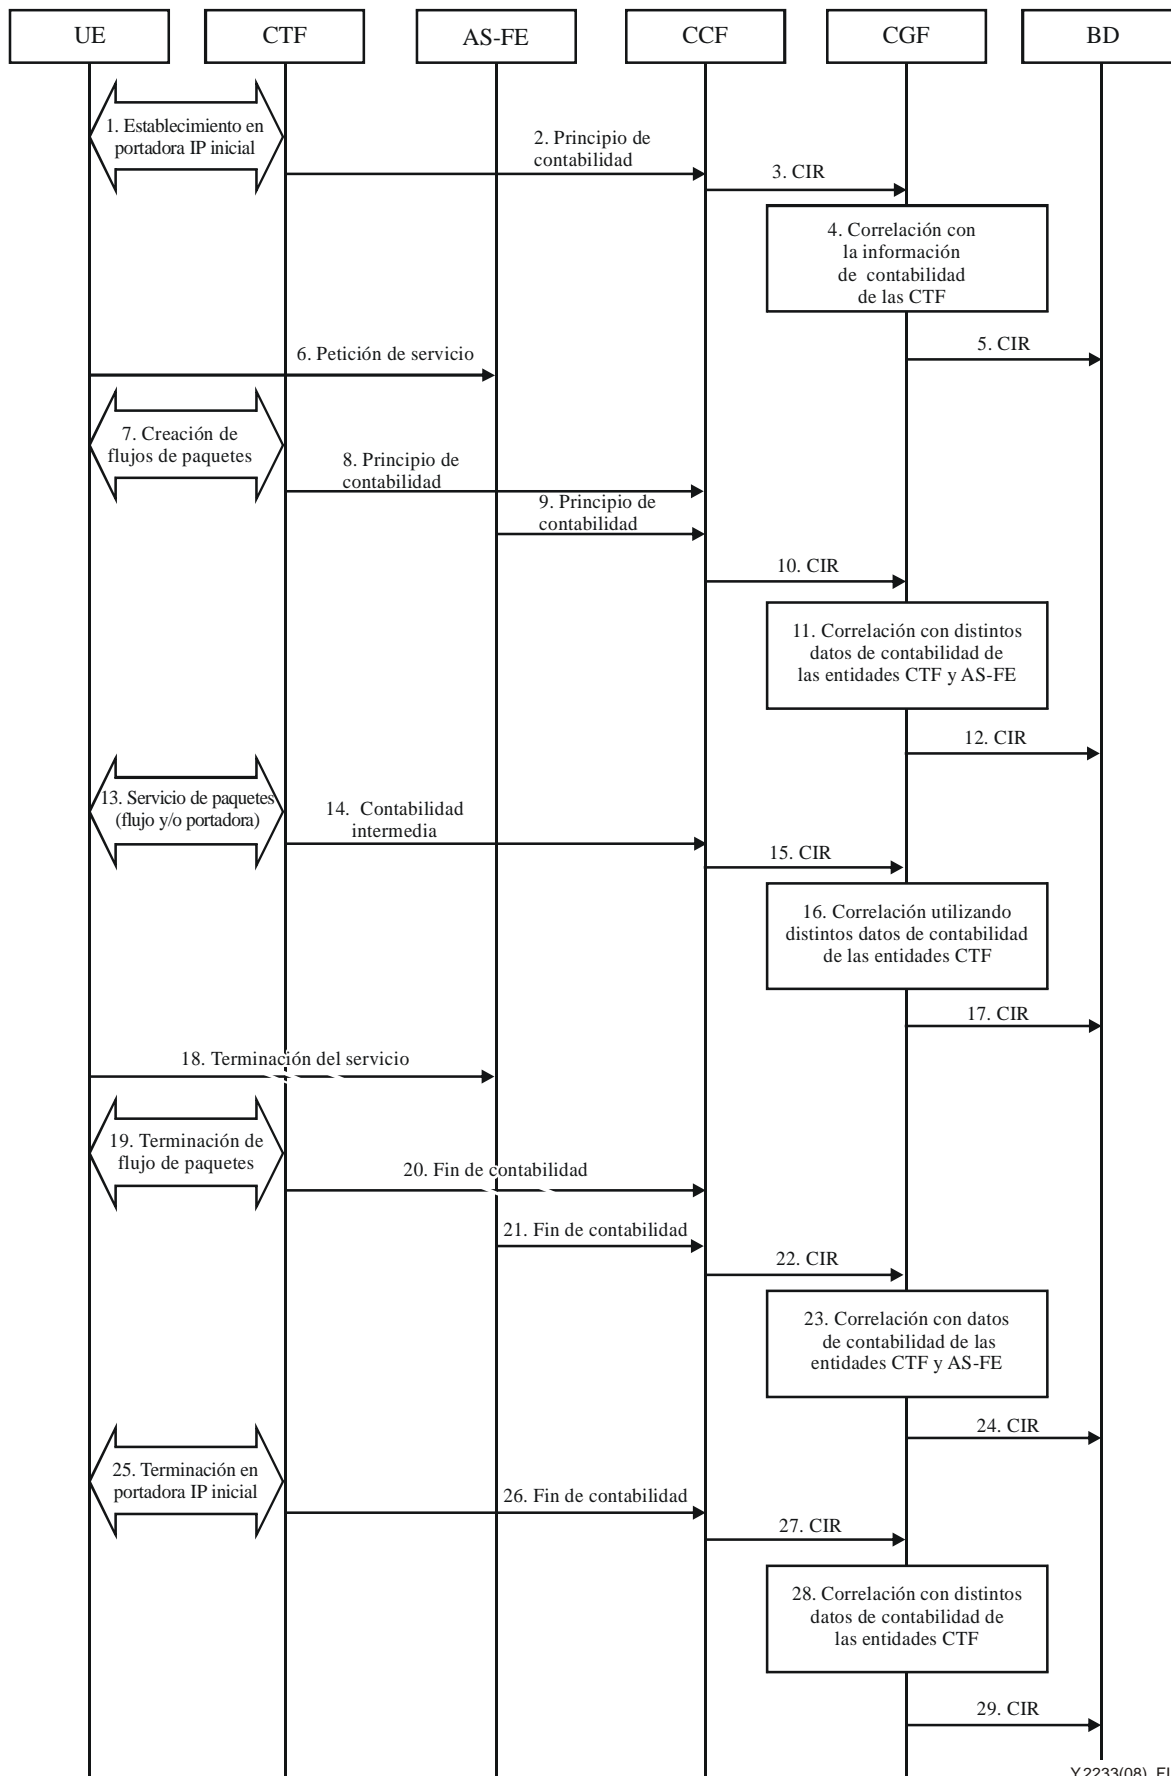 UE CTF AS-FE CCF CGF BD
1. Establecimiento en
portadora IP inicial
2. Principio de
contabilidad
3. CIR
4. Correlación con
la información
de contabilidad
de las CTF
5. CIR
6. Petición de servicio
7. Creación de
flujos de paquetes
8. Principio de
contabilidad
9. Principio de
contabilidad
10. CIR
11. Correlación con distintos
datos de contabilidad de
las entidades CTF y AS-FE
12. CIR
13. Servicio de paquetes
(flujo y/o portadora)
14. Contabilidad
intermedia
15. CIR
16. Correlación utilizando
distintos datos de contabilidad
de las entidades CTF
17. CIR
18. Terminación del servicio
19. Terminación de
flujo de paquetes
20. Fin de contabilidad
21. Fin de contabilidad
22. CIR
23. Correlación con datos
de contabilidad de las
entidades CTF y AS-FE
24. CIR
25. Terminación en
portadora IP inicial
26. Fin de contabilidad
27. CIR
28. Correlación con distintos
datos de contabilidad de
las entidades CTF
29. CIR
Y.2233(08)